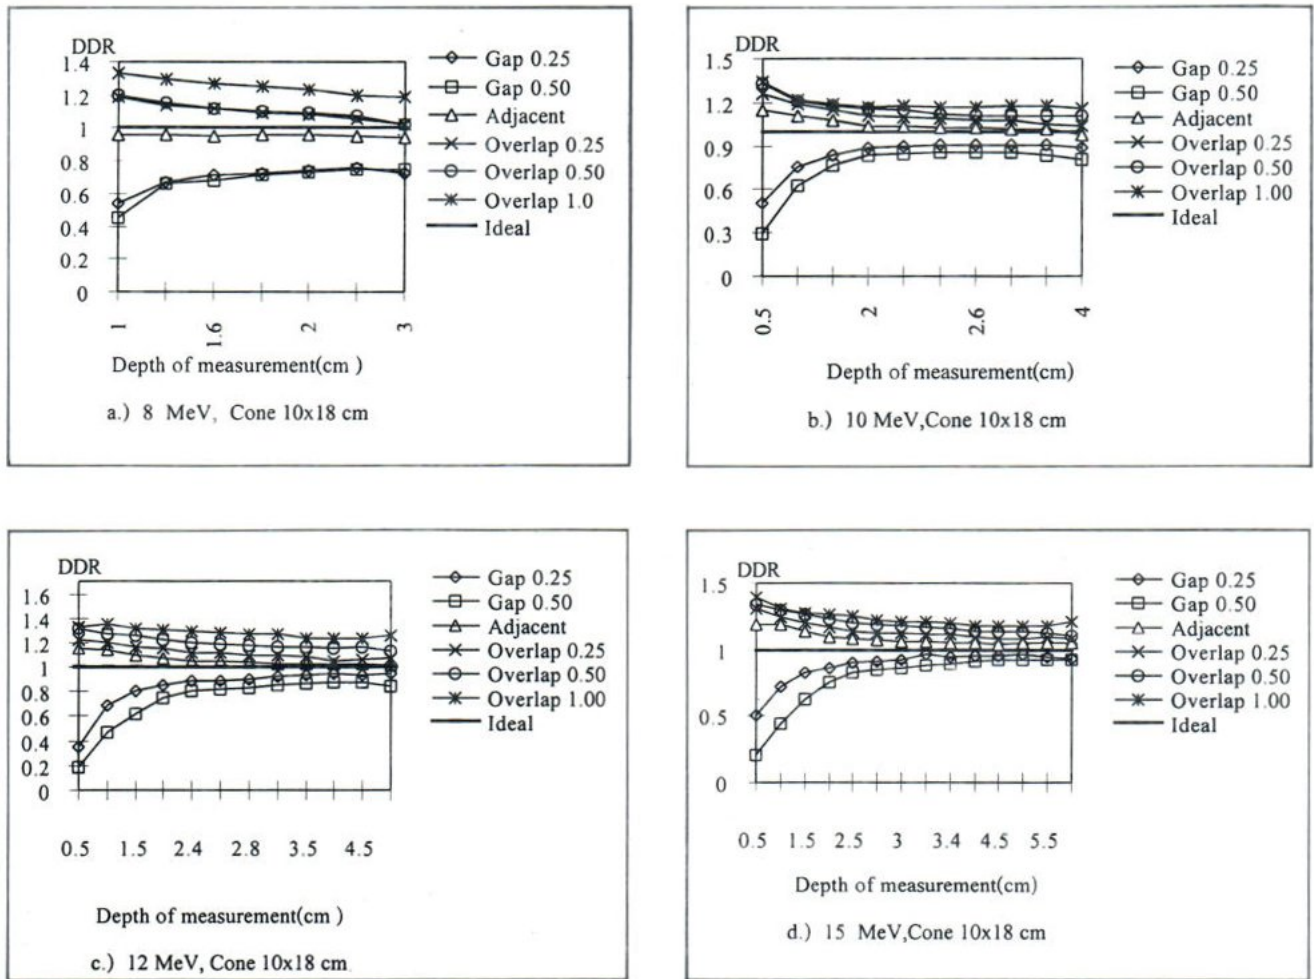 DDR
1.4
1.2
1
0.8
0.6
0.4
0.2
0
1
1.6
2
3
Gap 0.25
Gap 0.50
Adjacent
Overlap 0.25
Overlap 0.50
Overlap 1.0
Ideal
Depth of measurement(cm )
a.) 8 MeV, Cone 10x18 cm
DDR
1.5
1.2
0.9
0.6
0.3
0
0.5
2
2.6
4
Gap 0.25
Gap 0.50
Adjacent
Overlap 0.25
Overlap 0.50
Overlap 1.00
Ideal
Depth of measurement(cm)
b.) 10 MeV,Cone 10x18 cm
DDR
1.6
1.4
1.2
1
0.8
0.6
0.4
0.2
0
0.5 1.5 2.4 2.8 3.5 4.5
Gap 0.25
Gap 0.50
Adjacent
Overlap 0.25
Overlap 0.50
Overlap 1.00
Ideal
Depth of measurement(cm )
c.) 12 MeV, Cone 10x18 cm
DDR
1.5
1
0.5
0
0.5 1.5 2.5 3 3.4 4.5 5.5
Gap 0.25
Gap 0.50
Adjacent
Overlap 0.25
Overlap 0.50
Overlap 1.00
Ideal
Depth of measurement(cm)
d.) 15 MeV,Cone 10x18 cm